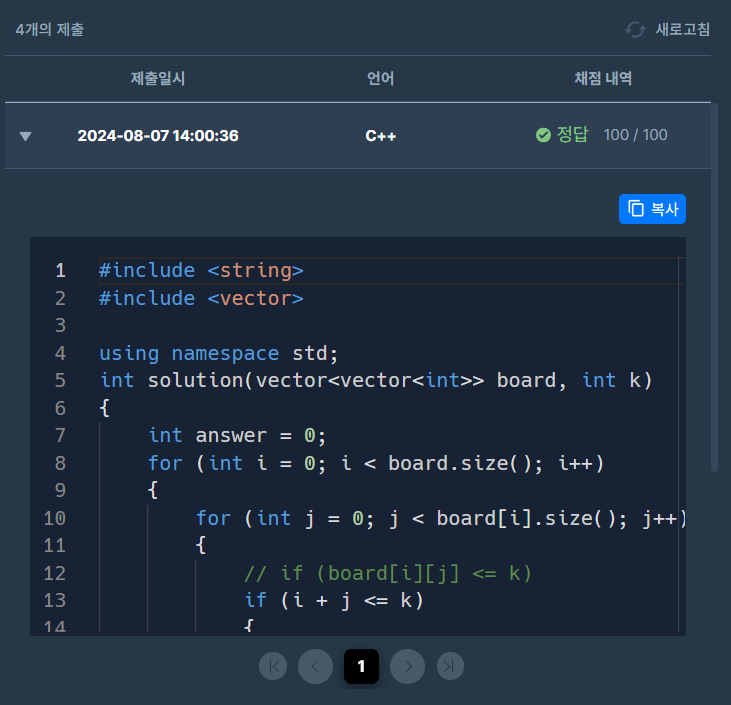 4개의 제출 새로고침
제출일시 언어 채점 내역
2024-08-07 14:00:36 C++ 정답 100 / 100
복사
1 #include <string>
2 #include <vector>
3
4 using namespace std;
5 int solution(vector<vector<int>> board, int k)
6 {
7 int answer = 0;
8 for (int i = 0; i < board.size(); i++)
9 {
10 for (int j = 0; j < board[i].size(); j++)
11 {
12 // if (board[i][j] <= k)
13 if (i + j <= k)
14 {
1